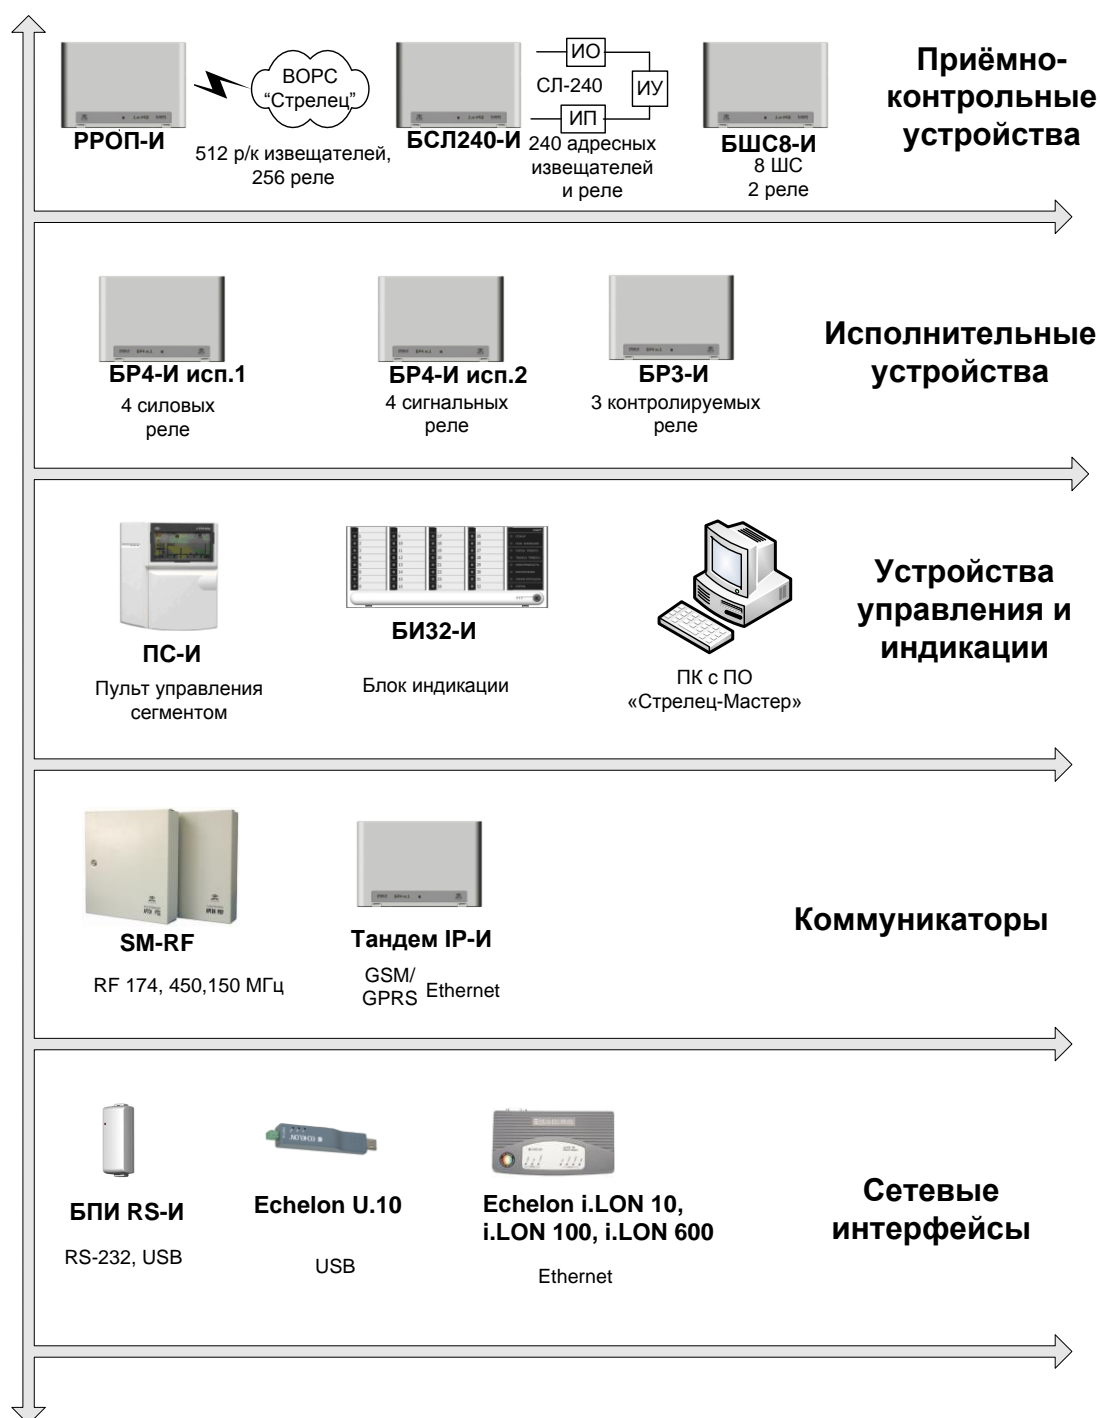 Приёмно-
контрольные
устройства
РРОП-И
ВОРС
“Стрелец”
512 р/к извещателей,
256 реле
БСЛ240-И
ИО
СЛ-240
ИУ
ИП
240 адресных
извещателей
и реле
БШС8-И
8 ШС
2 реле
Исполнительные
устройства
БР4-И исп.1
4 силовых
реле
БР4-И исп.2
4 сигнальных
реле
БР3-И
3 контролируемых
реле
Устройства
управления и
индикации
ПС-И
Пульт управления
сегментом
БИ32-И
Блок индикации
ПК с ПО
«Стрелец-Мастер»
Коммуникаторы
SM-RF
RF 174, 450,150 МГц
Тандем IP-И
GSM/
GPRS
Ethernet
Сетевые
интерфейсы
БПИ RS-И
RS-232, USB
ECHELON
Echelon U.10
USB
Echelon i.LON 10,
i.LON 100, i.LON 600
Ethernet